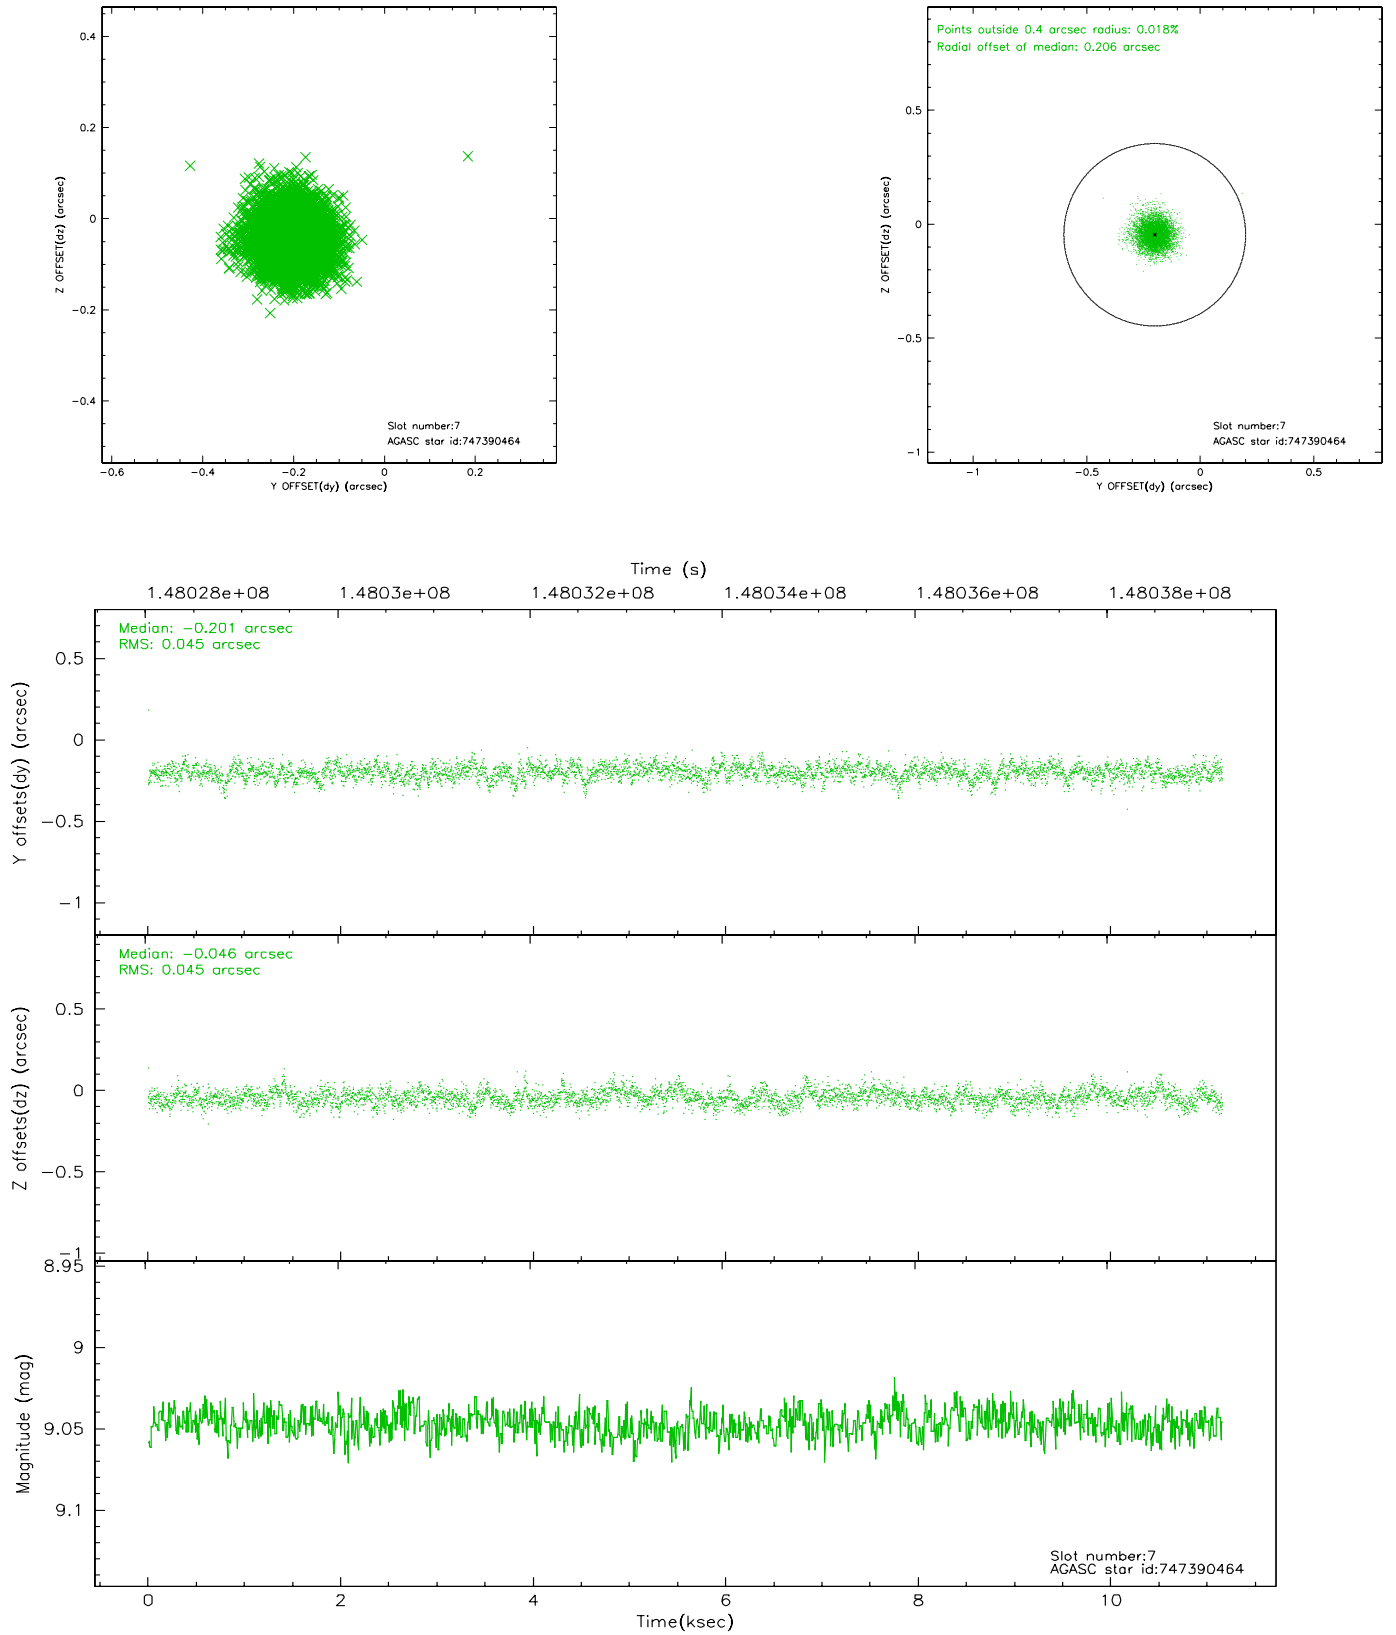 0.4
0.2
0
-0.2
-0.4
Z OFFSET(dz) (arcsec)
Slot number:7
AGASC star id:747390464
-0.6 -0.4 -0.2 0 0.2
Y OFFSET(dy) (arcsec)
Points outside 0.4 arcsec radius: 0.018%
Radial offset of median: 0.206 arcsec
0.5
0
-0.5
-1
Z OFFSET(dz) (arcsec)
Slot number:7
AGASC star id:747390464
-1 -0.5 0 0.5
Y OFFSET(dy) (arcsec)
Time (s)
1.48028e+08 1.4803e+08 1.48032e+08 1.48034e+08 1.48036e+08 1.48038e+08
Median: -0.201 arcsec
RMS: 0.045 arcsec
0.5
0
-0.5
-1
Y offsets(dy) (arcsec)
Median: -0.046 arcsec
RMS: 0.045 arcsec
0.5
0
-0.5
-1
Z offsets(dz) (arcsec)
8.95
9
9.05
9.1
Magnitude (mag)
Slot number:7
AGASC star id:747390464
0 2 4 6 8 10
Time(ksec)